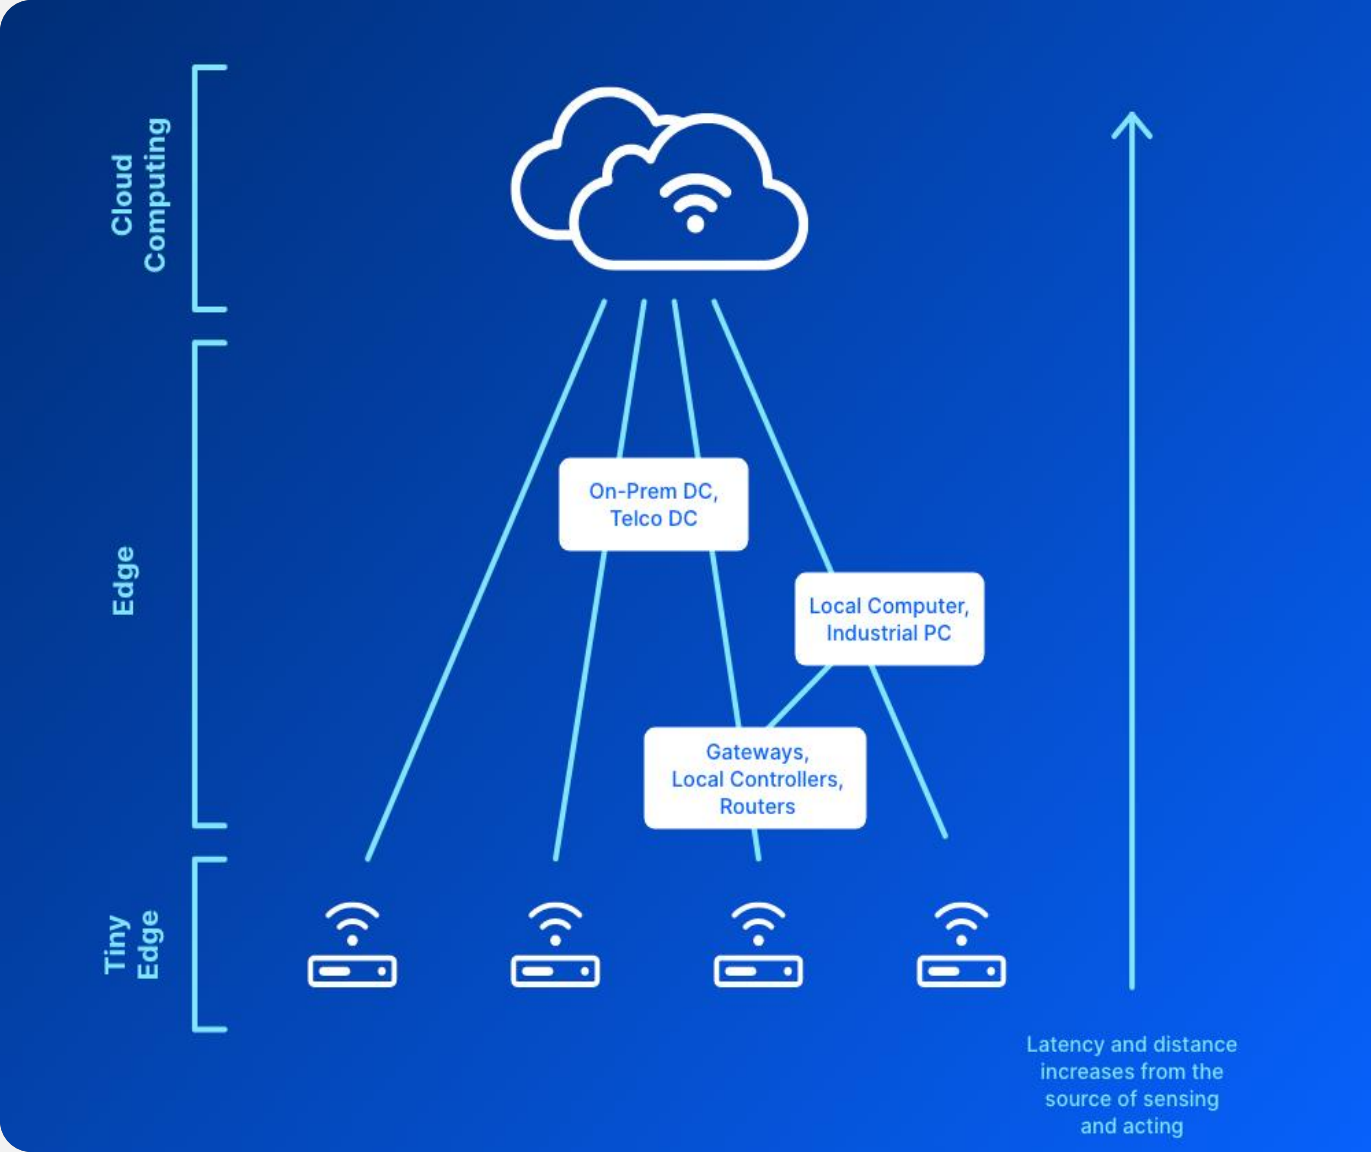 Cloud
Computing
On-Prem DC,
Telco DC
Edge
Local Computer,
Industrial PC
Gateways,
Local Controllers,
Routers
Tiny
Edge
Latency and distance
increases from the
source of sensing
and acting